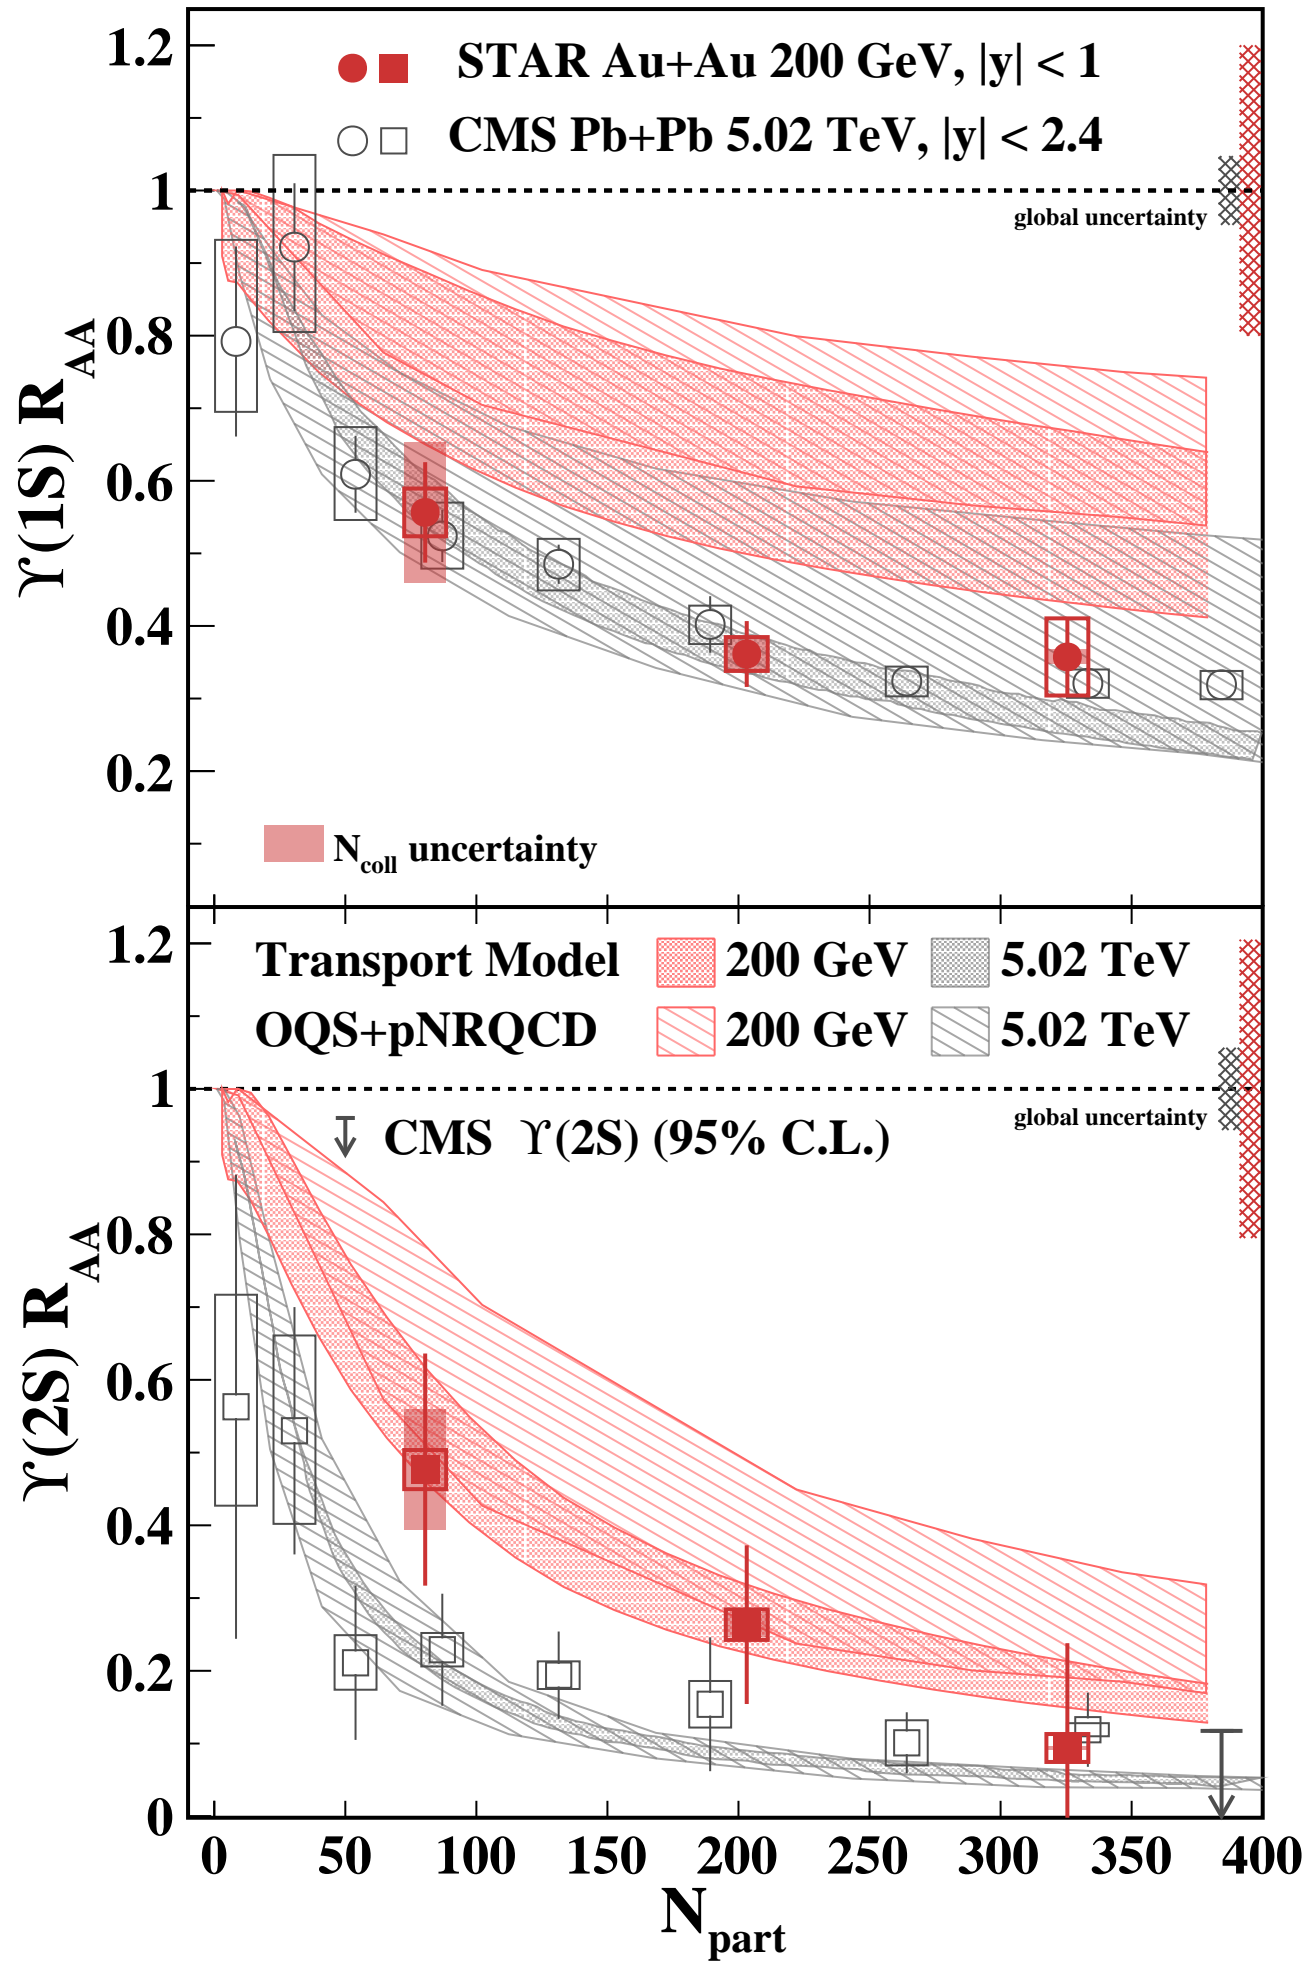 STAR Au+Au 200 GeV, |y| < 1
CMS Pb+Pb 5.02 TeV, |y| < 2.4
global uncertainty
1.2
1
0.8
0.6
0.4
0.2
ϒ(1S) R_AA
N_coll uncertainty
Transport Model 200 GeV 5.02 TeV
OQS+pNRQCD 200 GeV 5.02 TeV
global uncertainty
CMS ϒ(2S) (95% C.L.)
1.2
1
0.8
0.6
0.4
0.2
0
ϒ(2S) R_AA
0 50 100 150 200 250 300 350 400
N_part